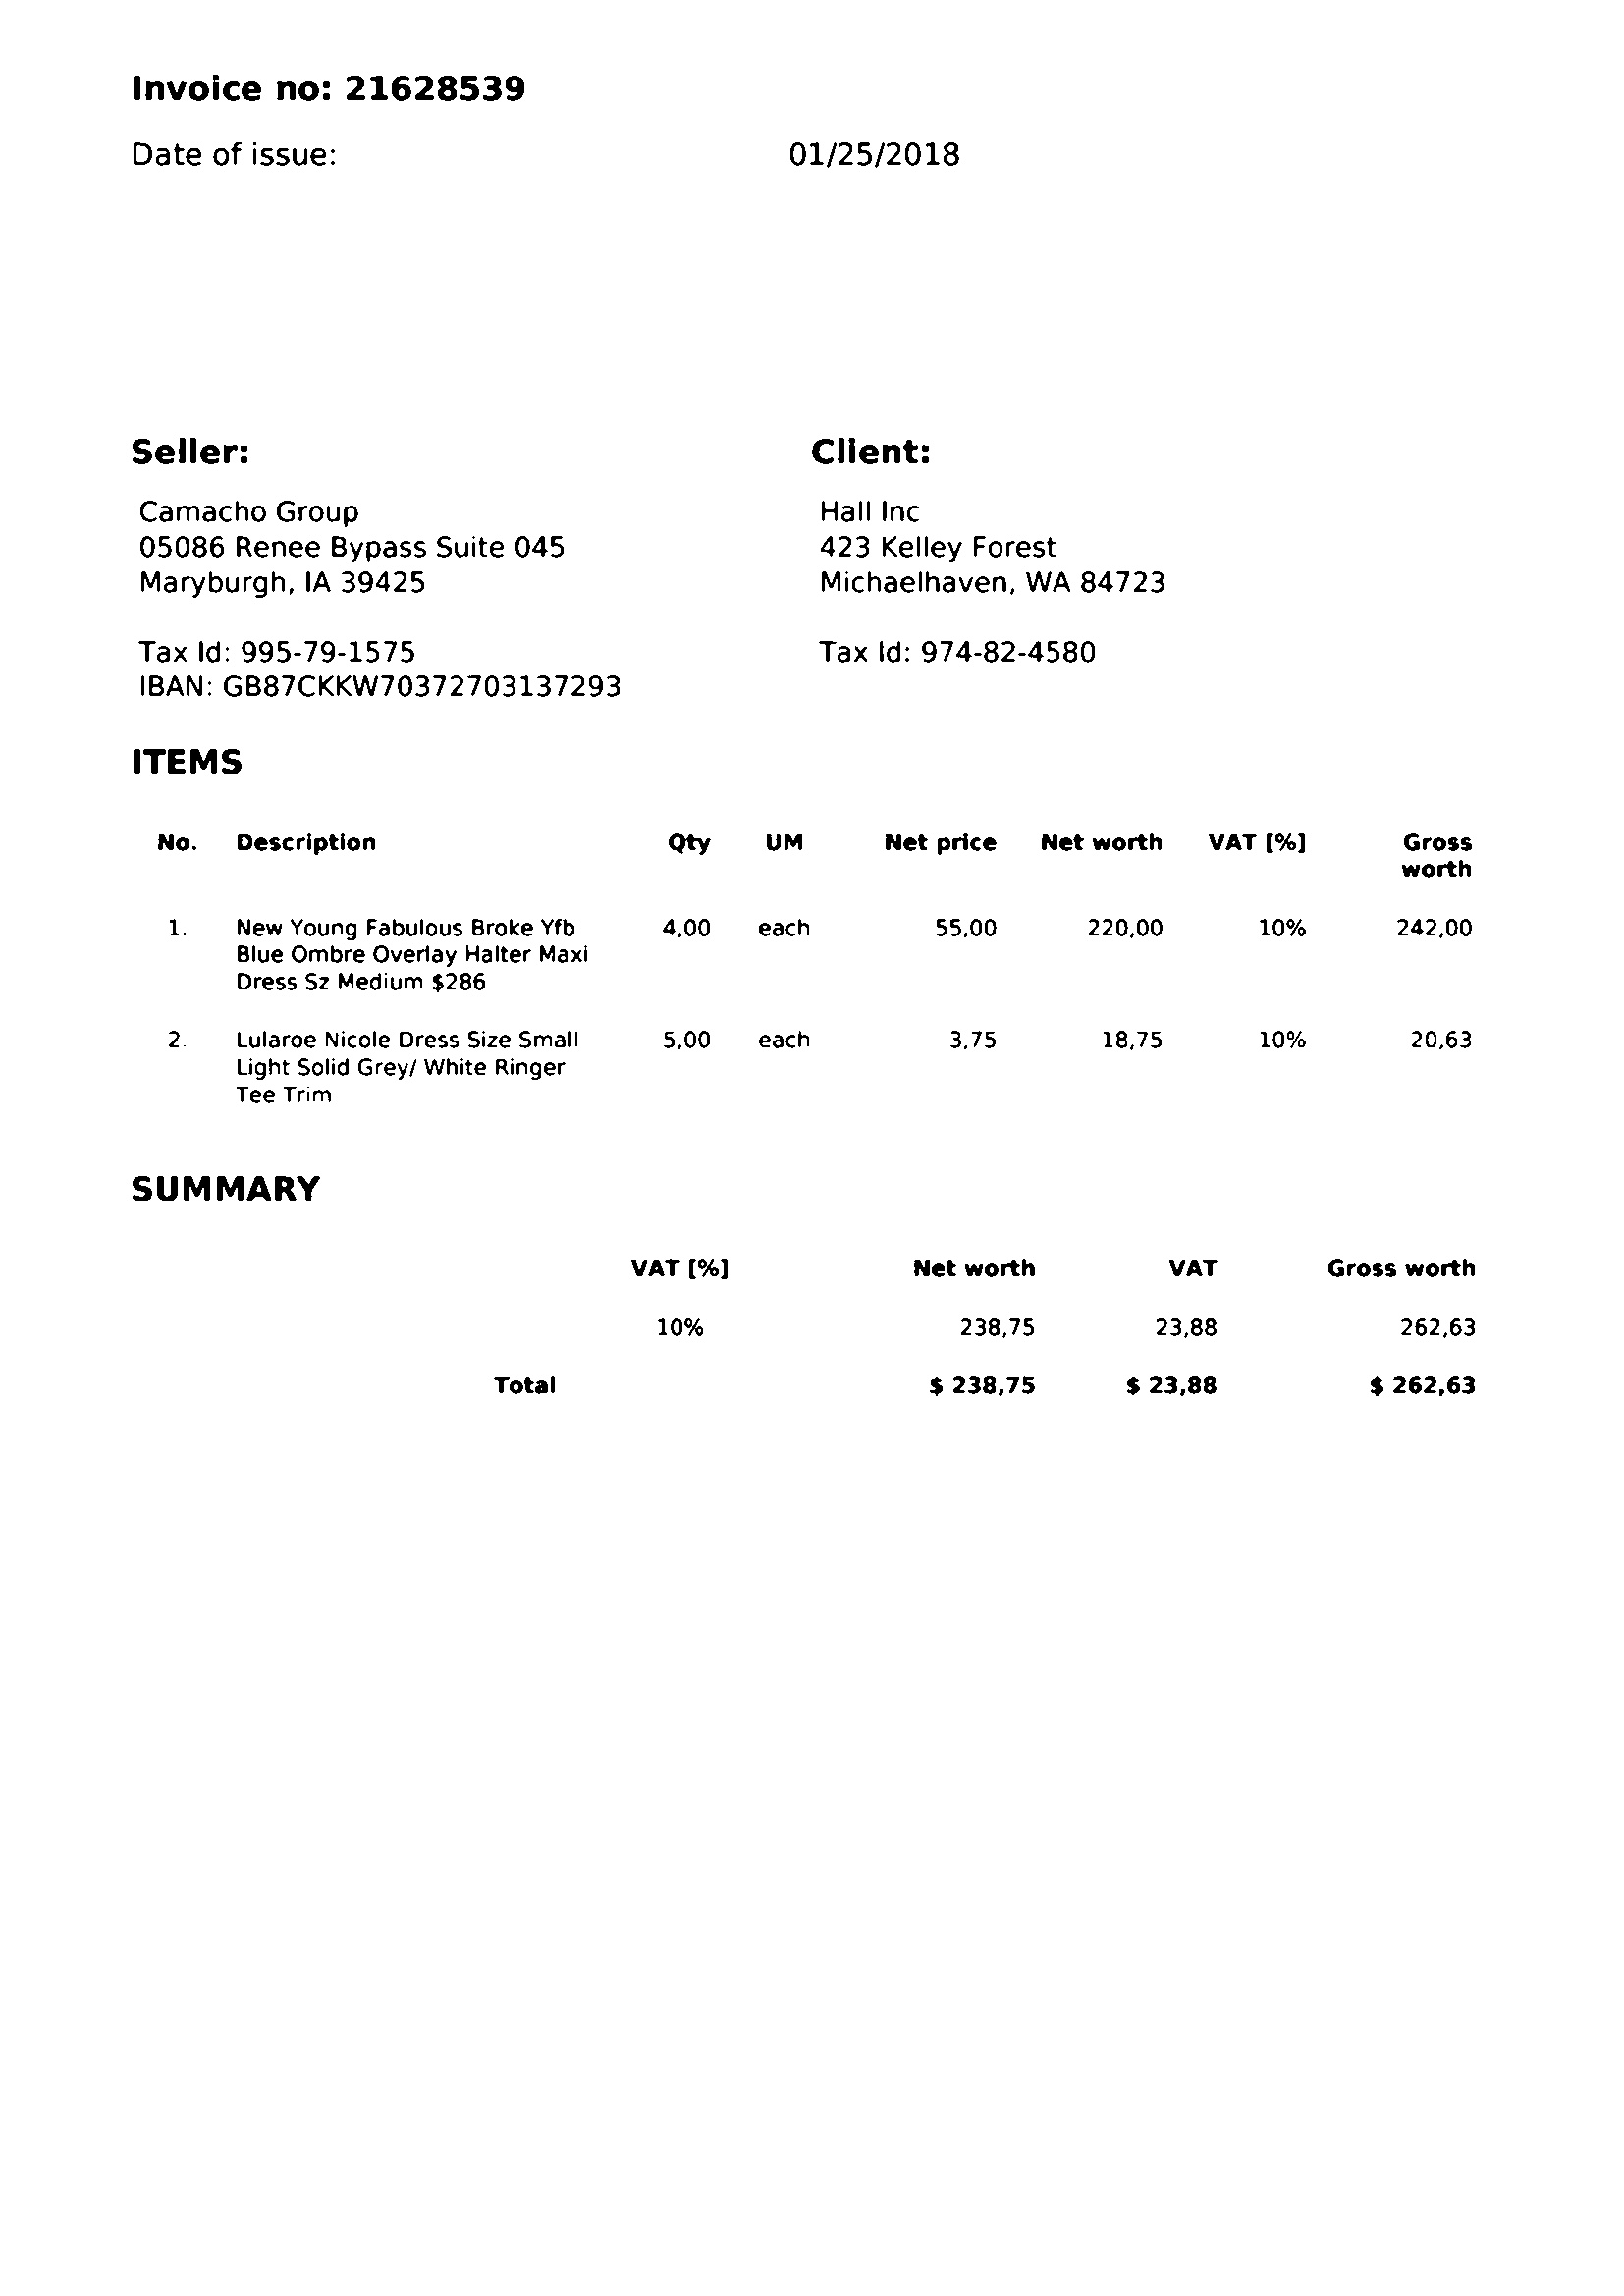 Invoice no: 21628539
Date of issue: 01/25/2018
Seller: Client:
Camacho Group Hall Inc
05086 Renee Bypass Suite 045 423 Kelley Forest
Maryburgh, IA 39425 Michaelhaven, WA 84723
Tax Id: 995-79-1575 Tax Id: 974-82-4580
IBAN: GB87CKKW70372703137293
ITEMS
No. Description Qty UM Net price Net worth VAT [%] Gross
worth
1. New Young Fabulous Broke Yfb 4,00 each 55,00 220,00 10% 242,00
Blue Ombre Overlay Halter Maxi
Dress Sz Medium $286
2. Lularoe Nicole Dress Size Small 5,00 each 3,75 18,75 10% 20,63
Light Solid Grey/ White Ringer
Tee Trim
SUMMARY
VAT [%] Net worth VAT Gross worth
10% 238,75 23,88 262,63
Total $ 238,75 $ 23,88 $ 262,63